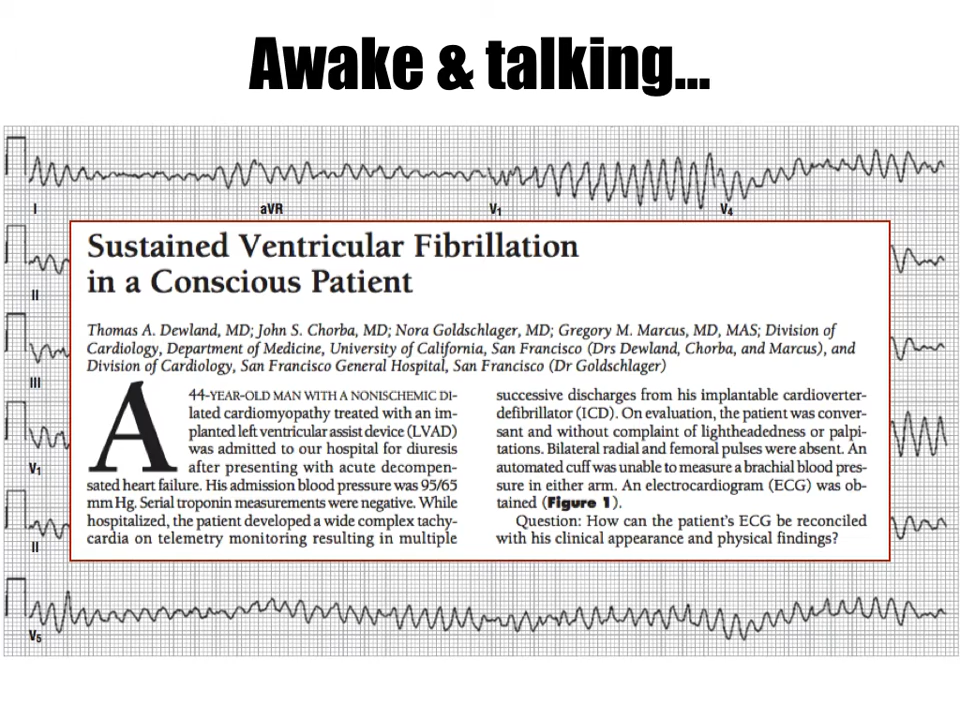 Awake & talking...
I
aVR
V1
V4
II
III
V1
II
V5
Sustained Ventricular Fibrillation
in a Conscious Patient
Thomas A. Dewland, MD; John S. Chorba, MD; Nora Goldschlager, MD; Gregory M. Marcus, MD, MAS; Division of
Cardiology, Department of Medicine, University of California, San Francisco (Drs Dewland, Chorba, and Marcus), and
Division of Cardiology, San Francisco General Hospital, San Francisco (Dr Goldschlager)
A 44-YEAR-OLD MAN WITH A NONISCHEMIC DI-
lated cardiomyopathy treated with an im-
planted left ventricular assist device (LVAD)
was admitted to our hospital for diuresis
after presenting with acute decompen-
sated heart failure. His admission blood pressure was 95/65
mm Hg. Serial troponin measurements were negative. While
hospitalized, the patient developed a wide complex tachy-
cardia on telemetry monitoring resulting in multiple
successive discharges from his implantable cardioverter-
defibrillator (ICD). On evaluation, the patient was conver-
sant and without complaint of lightheadedness or palpi-
tations. Bilateral radial and femoral pulses were absent. An
automated cuff was unable to measure a brachial blood pres-
sure in either arm. An electrocardiogram (ECG) was ob-
tained (Figure 1).
Question: How can the patient's ECG be reconciled
with his clinical appearance and physical findings?